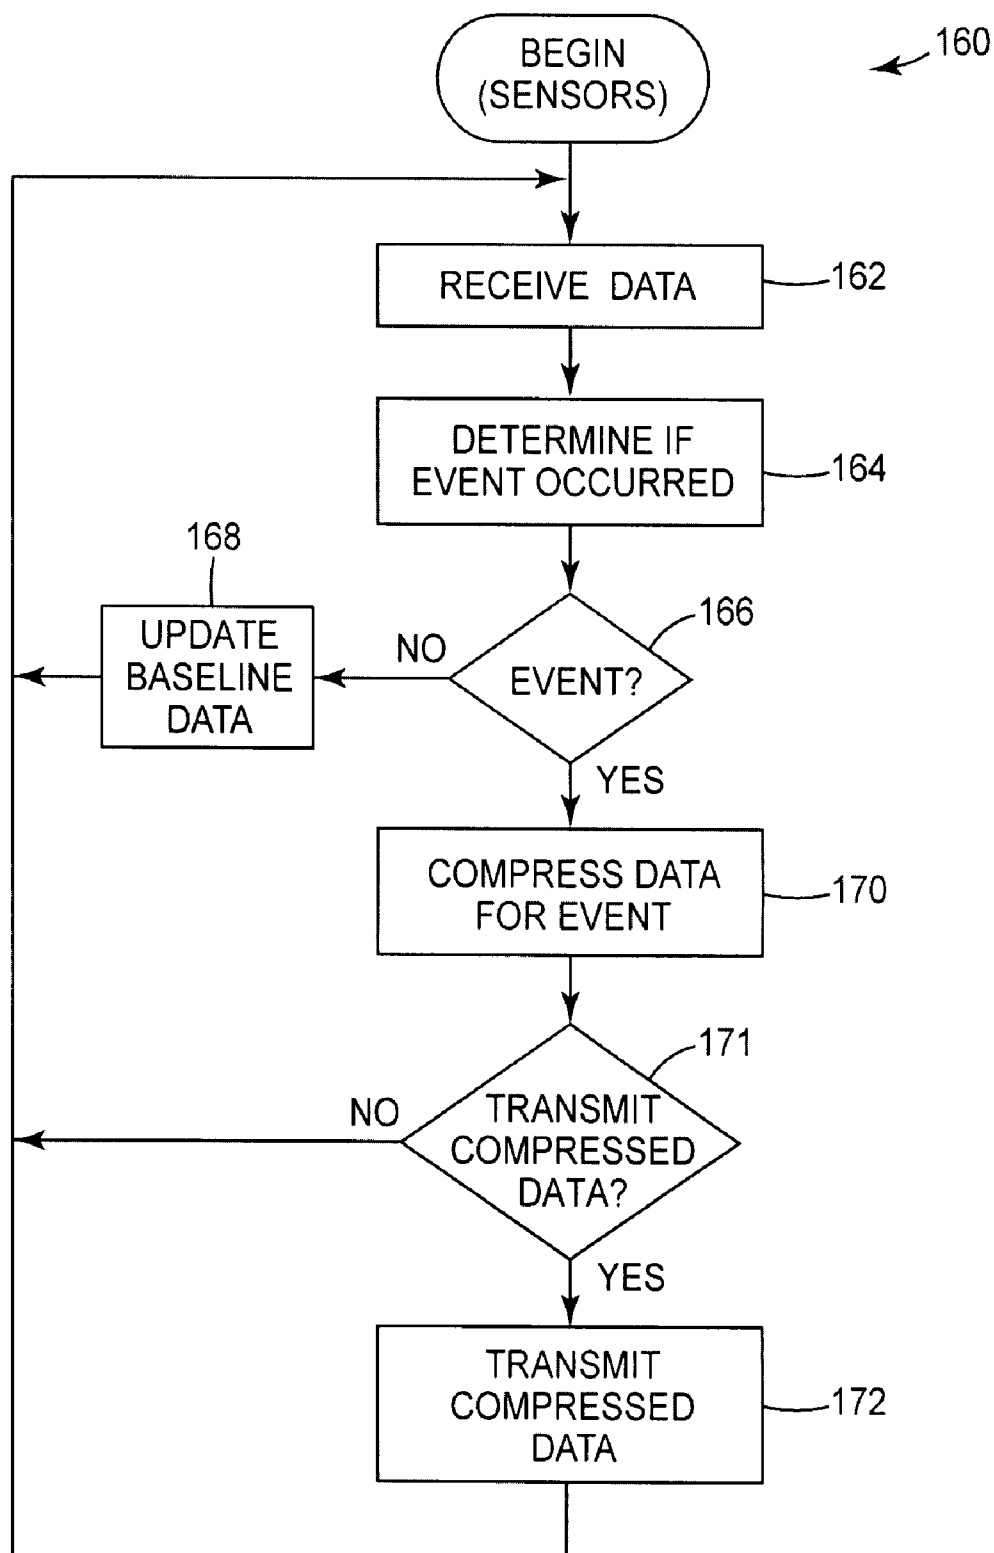 BEGIN
(SENSORS)
160
RECEIVE DATA
162
DETERMINE IF
EVENT OCCURRED
164
168
UPDATE
BASELINE
DATA
NO
166
EVENT?
YES
COMPRESS DATA
FOR EVENT
170
171
NO
TRANSMIT
COMPRESSED
DATA?
YES
TRANSMIT
COMPRESSED
DATA
172